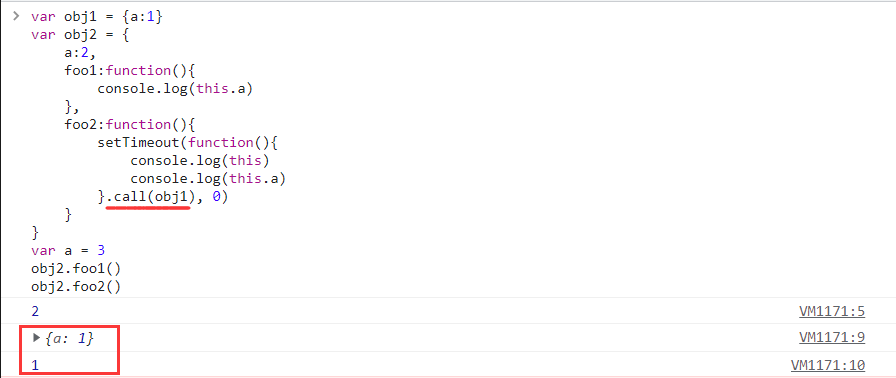 var obj1 = {a:1}
var obj2 = {
    a:2,
    foo1:function(){
        console.log(this.a)
    },
    foo2:function(){
        setTimeout(function(){
            console.log(this)
            console.log(this.a)
        }.call(obj1), 0)
    }
}
var a = 3
obj2.foo1()
obj2.foo2()
2 VM1171:5
{a: 1} VM1171:9
1 VM1171:10